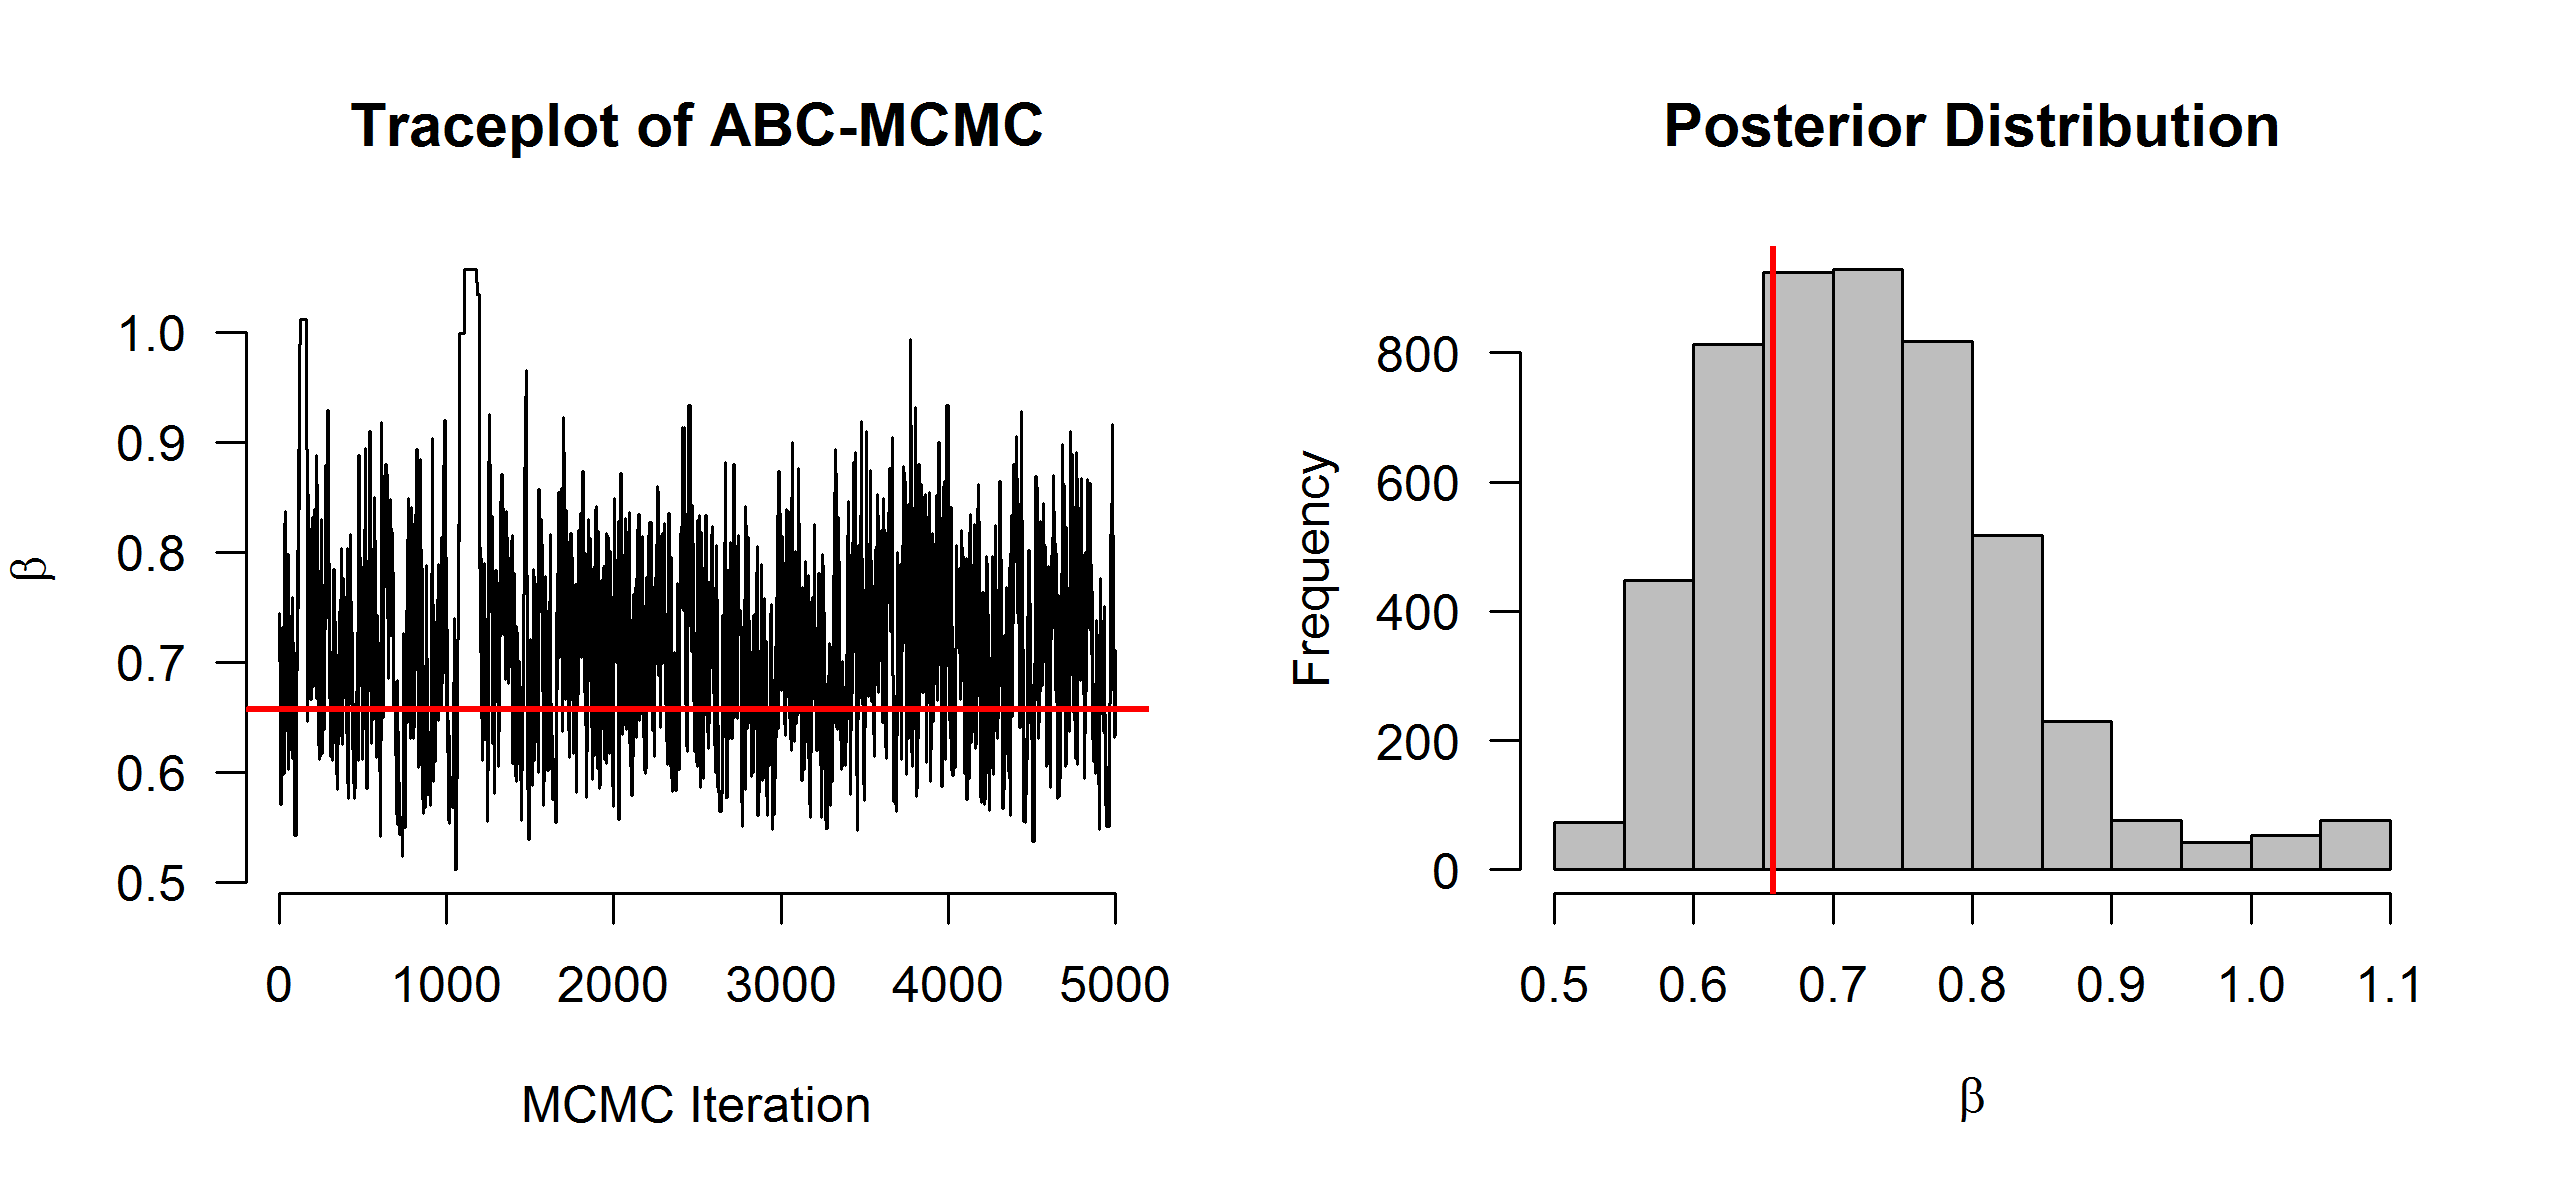 Traceplot of ABC-MCMC
β
1.0
0.9
0.8
0.7
0.6
0.5
0 1000 2000 3000 4000 5000
MCMC Iteration
Posterior Distribution
Frequency
800
600
400
200
0
0.5 0.6 0.7 0.8 0.9 1.0 1.1
β